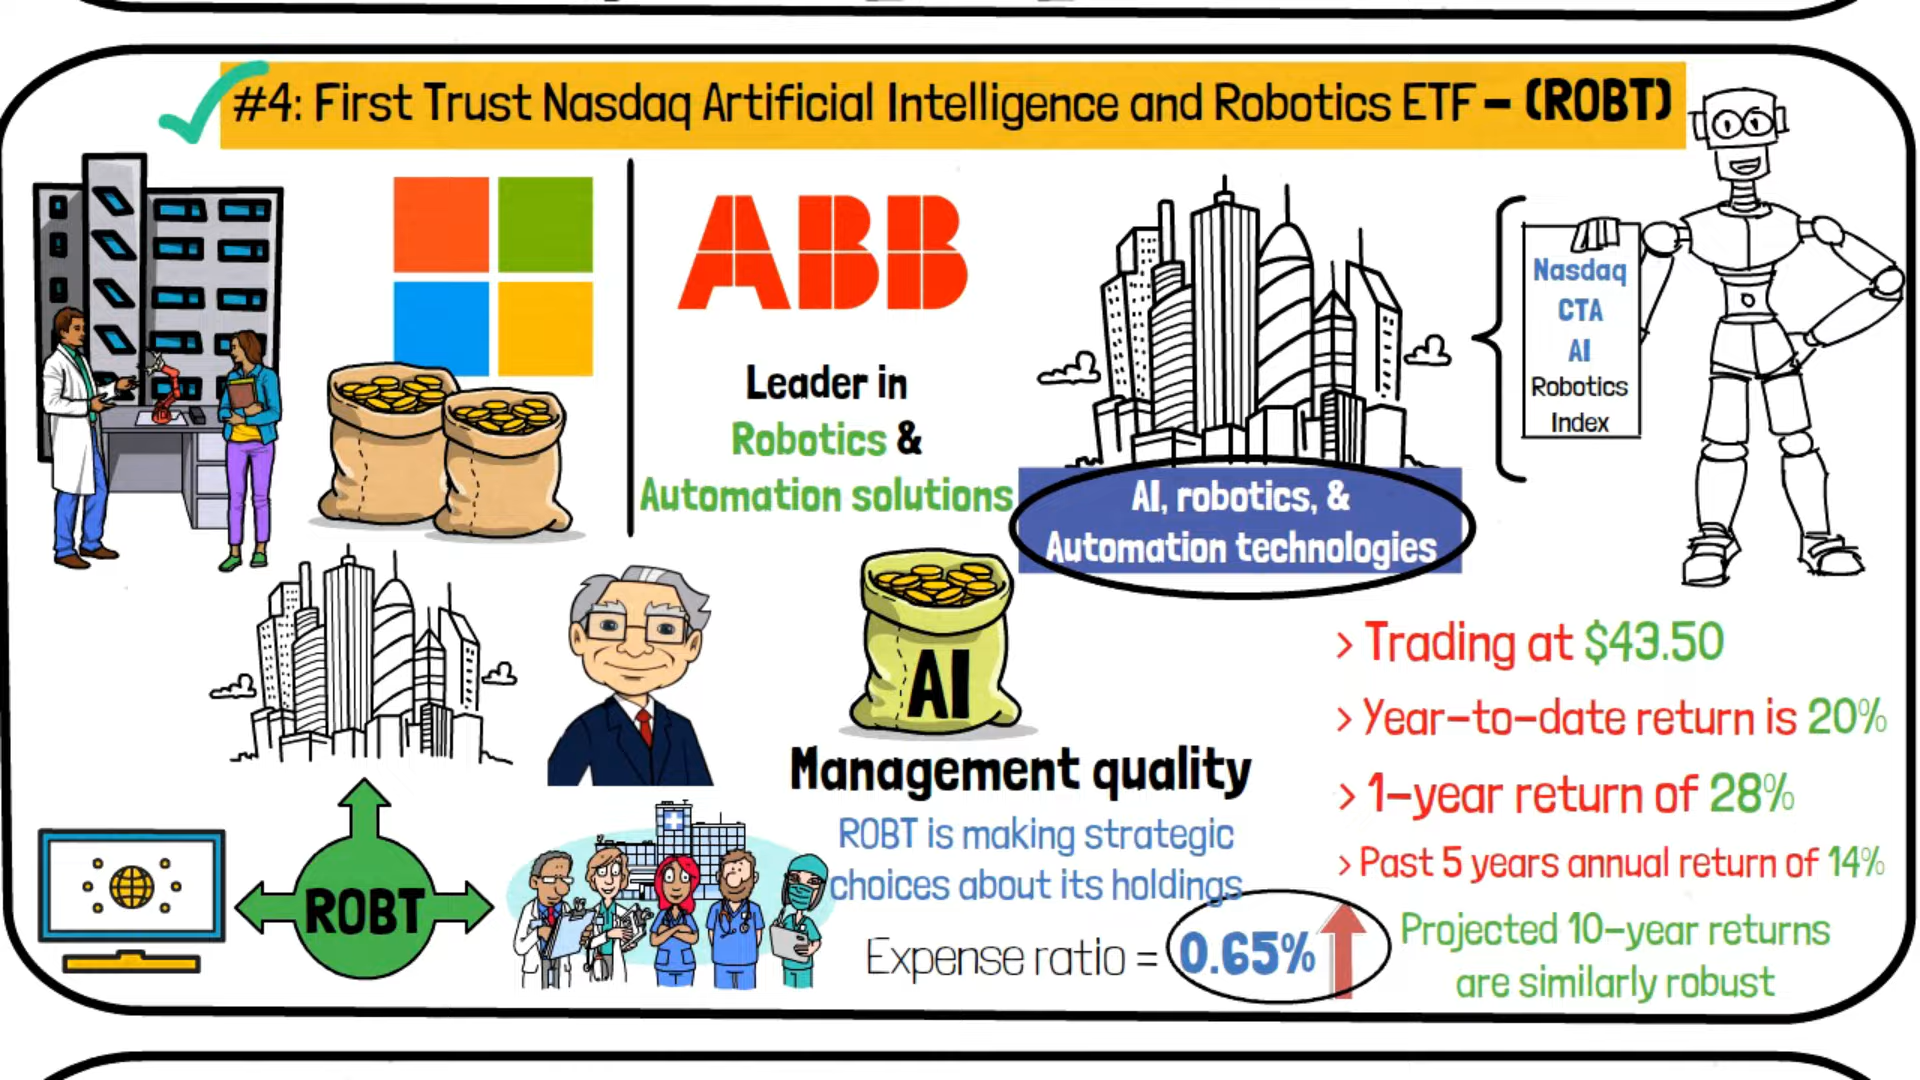 #4: First Trust Nasdaq Artificial Intelligence and Robotics ETF – (ROBT)
ABB
Leader in
Robotics &
Automation solutions
AI, robotics, &
Automation technologies
Nasdaq
CTA
AI
Robotics
Index
AI
Management quality
ROBT is making strategic
choices about its holdings
Expense ratio = 0.65%
ROBT
> Trading at $43.50
> Year-to-date return is 20%
> 1-year return of 28%
> Past 5 years annual return of 14%
Projected 10-year returns
are similarly robust